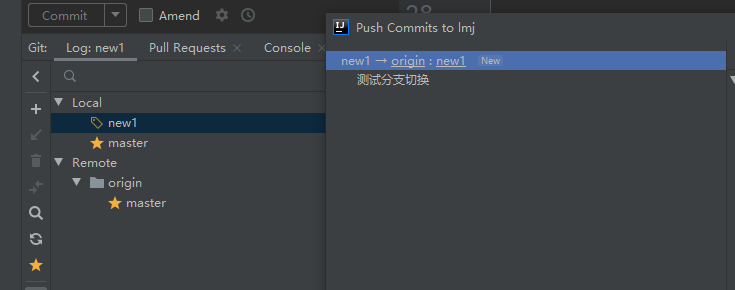 Commit
Amend
Git:
Log: new1
Pull Requests
Console
Local
new1
master
Remote
origin
master
Push Commits to lmj
new1 → origin : new1 New
测试分支切换